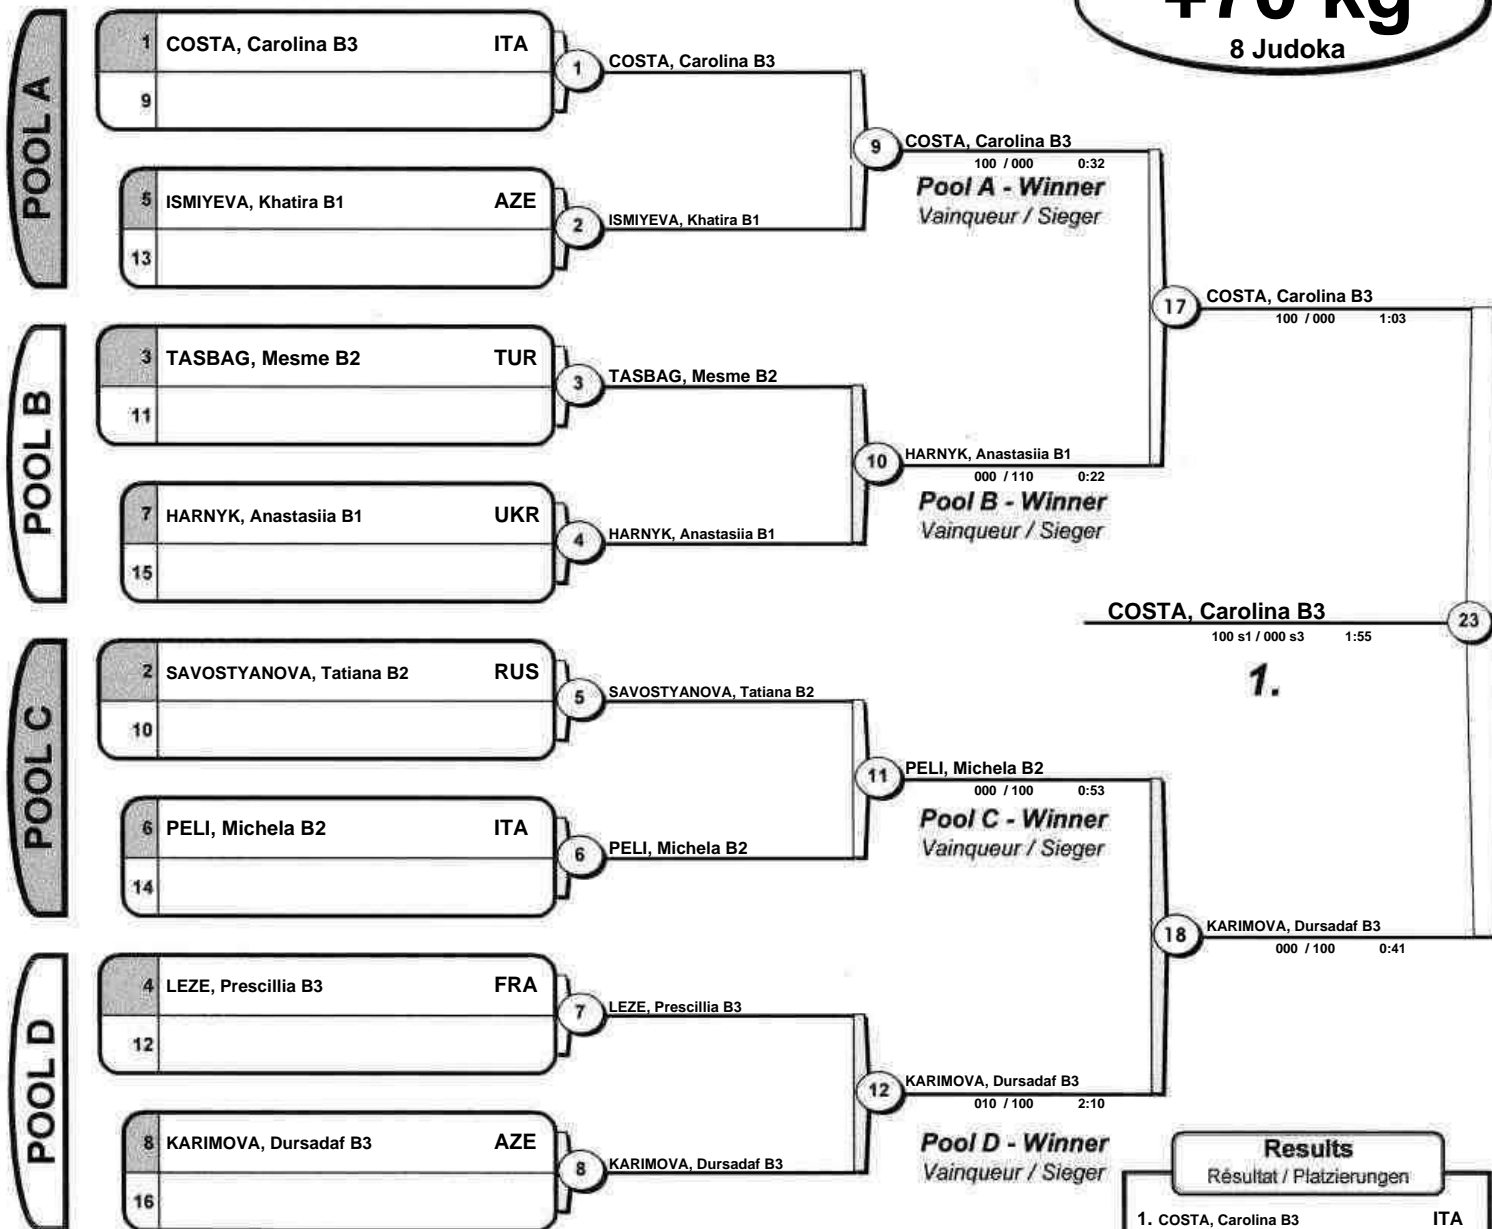 +70 kg
8 Judoka
POOL A
1 COSTA, Carolina B3 ITA
9
1 COSTA, Carolina B3
5 ISMIYEVA, Khatira B1 AZE
13
2 ISMIYEVA, Khatira B1
9 COSTA, Carolina B3
100 / 000 0:32
Pool A - Winner
Vainqueur / Sieger
POOL B
3 TASBAG, Mesme B2 TUR
11
3 TASBAG, Mesme B2
7 HARNYK, Anastasiia B1 UKR
15
4 HARNYK, Anastasiia B1
10 HARNYK, Anastasiia B1
000 / 110 0:22
Pool B - Winner
Vainqueur / Sieger
17 COSTA, Carolina B3
100 / 000 1:03
COSTA, Carolina B3 23
100 s1 / 000 s3 1:55
1.
POOL C
2 SAVOSTYANOVA, Tatiana B2 RUS
10
5 SAVOSTYANOVA, Tatiana B2
6 PELI, Michela B2 ITA
14
6 PELI, Michela B2
11 PELI, Michela B2
000 / 100 0:53
Pool C - Winner
Vainqueur / Sieger
POOL D
4 LEZE, Prescillia B3 FRA
12
7 LEZE, Prescillia B3
8 KARIMOVA, Dursadaf B3 AZE
16
8 KARIMOVA, Dursadaf B3
12 KARIMOVA, Dursadaf B3
010 / 100 2:10
Pool D - Winner
Vainqueur / Sieger
18 KARIMOVA, Dursadaf B3
000 / 100 0:41
Results
Résultat / Platzierungen
1. COSTA, Carolina B3 ITA